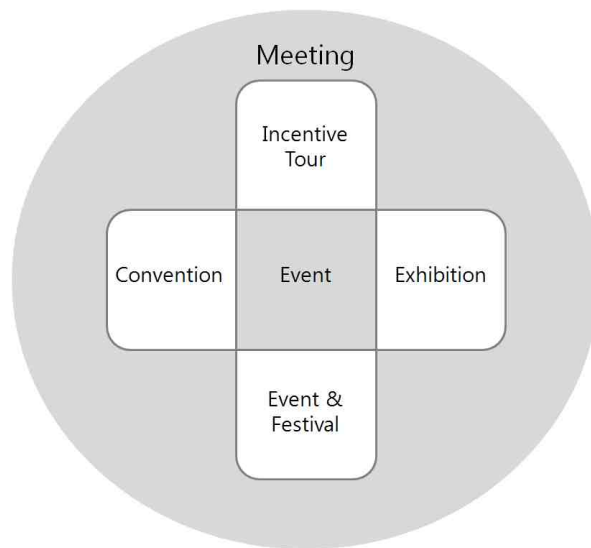 Meeting
Incentive
Tour
Convention
Event
Exhibition
Event &
Festival